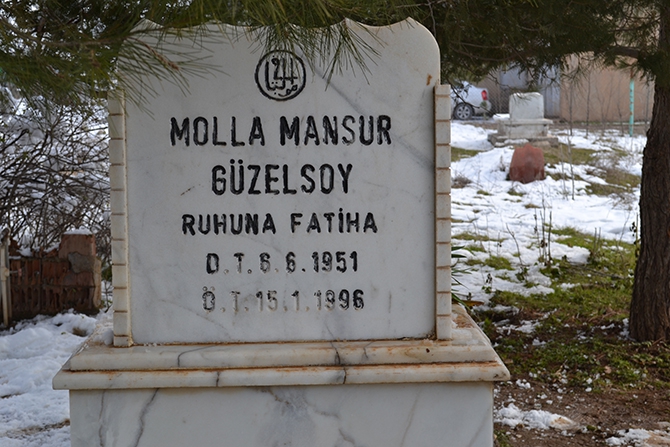 MOLLA MANSUR
GÜZELSOY
RUHUNA FATİHA
D.T. 6.6.1951
Ö.T. 15.1.1996